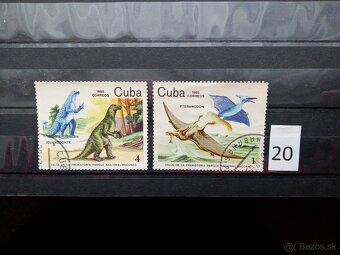 Cuba
1985
CORREOS
IGUANODONTE
4
VALLE DE LA PREHISTORIA PARQUE NACIONAL BACONAO
Cuba
1985
CORREOS
PTERANODON
1
VALLE DE LA PREHISTORIA PARQUE NACIONAL BACONAO
20
bazos.sk